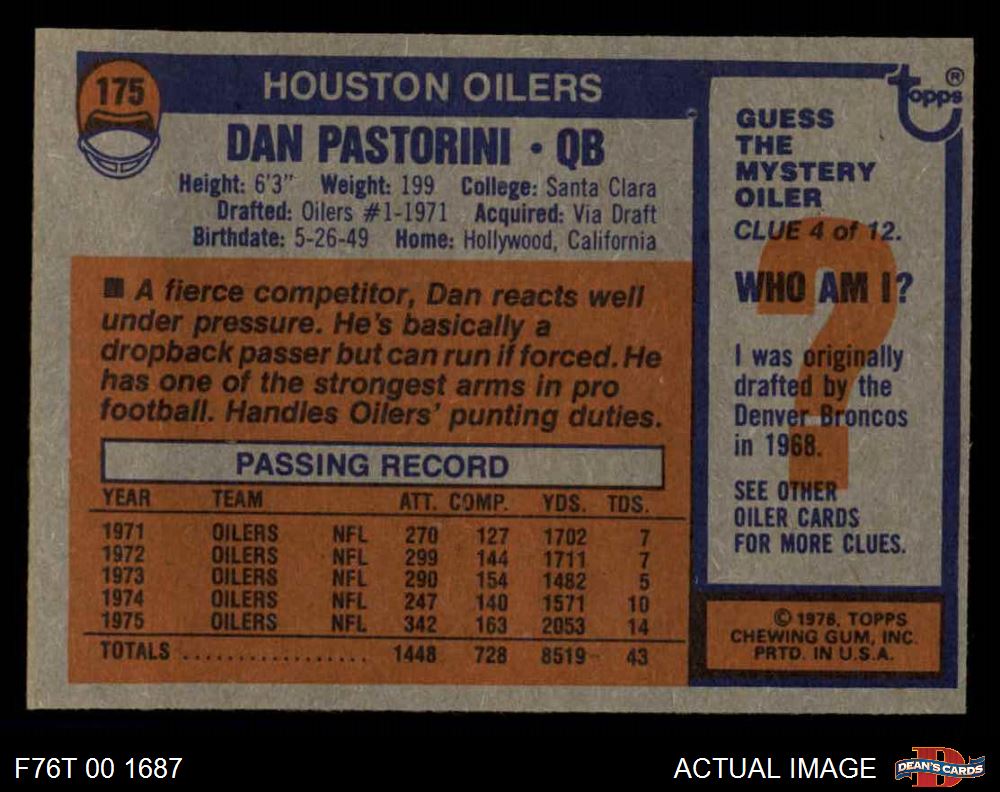 175
HOUSTON OILERS
DAN PASTORINI • QB
Height: 6'3" Weight: 199 College: Santa Clara
Drafted: Oilers #1-1971 Acquired: Via Draft
Birthdate: 5-26-49 Home: Hollywood, California
■ A fierce competitor, Dan reacts well
under pressure. He's basically a
dropback passer but can run if forced. He
has one of the strongest arms in pro
football. Handles Oilers' punting duties.
PASSING RECORD
YEAR TEAM ATT. COMP. YDS. TDS.
1971 OILERS NFL 270 127 1702 7
1972 OILERS NFL 299 144 1711 7
1973 OILERS NFL 290 154 1482 5
1974 OILERS NFL 247 140 1571 10
1975 OILERS NFL 342 163 2053 14
TOTALS .................. 1448 728 8519 43
topps ®
GUESS
THE
MYSTERY
OILER
CLUE 4 of 12.
?
WHO AM I?
I was originally
drafted by the
Denver Broncos
in 1968.
SEE OTHER
OILER CARDS
FOR MORE CLUES.
© 1976. TOPPS
CHEWING GUM, INC.
PRTD. IN U.S.A.
F76T 00 1687
ACTUAL IMAGE
D
DEAN'S CARDS